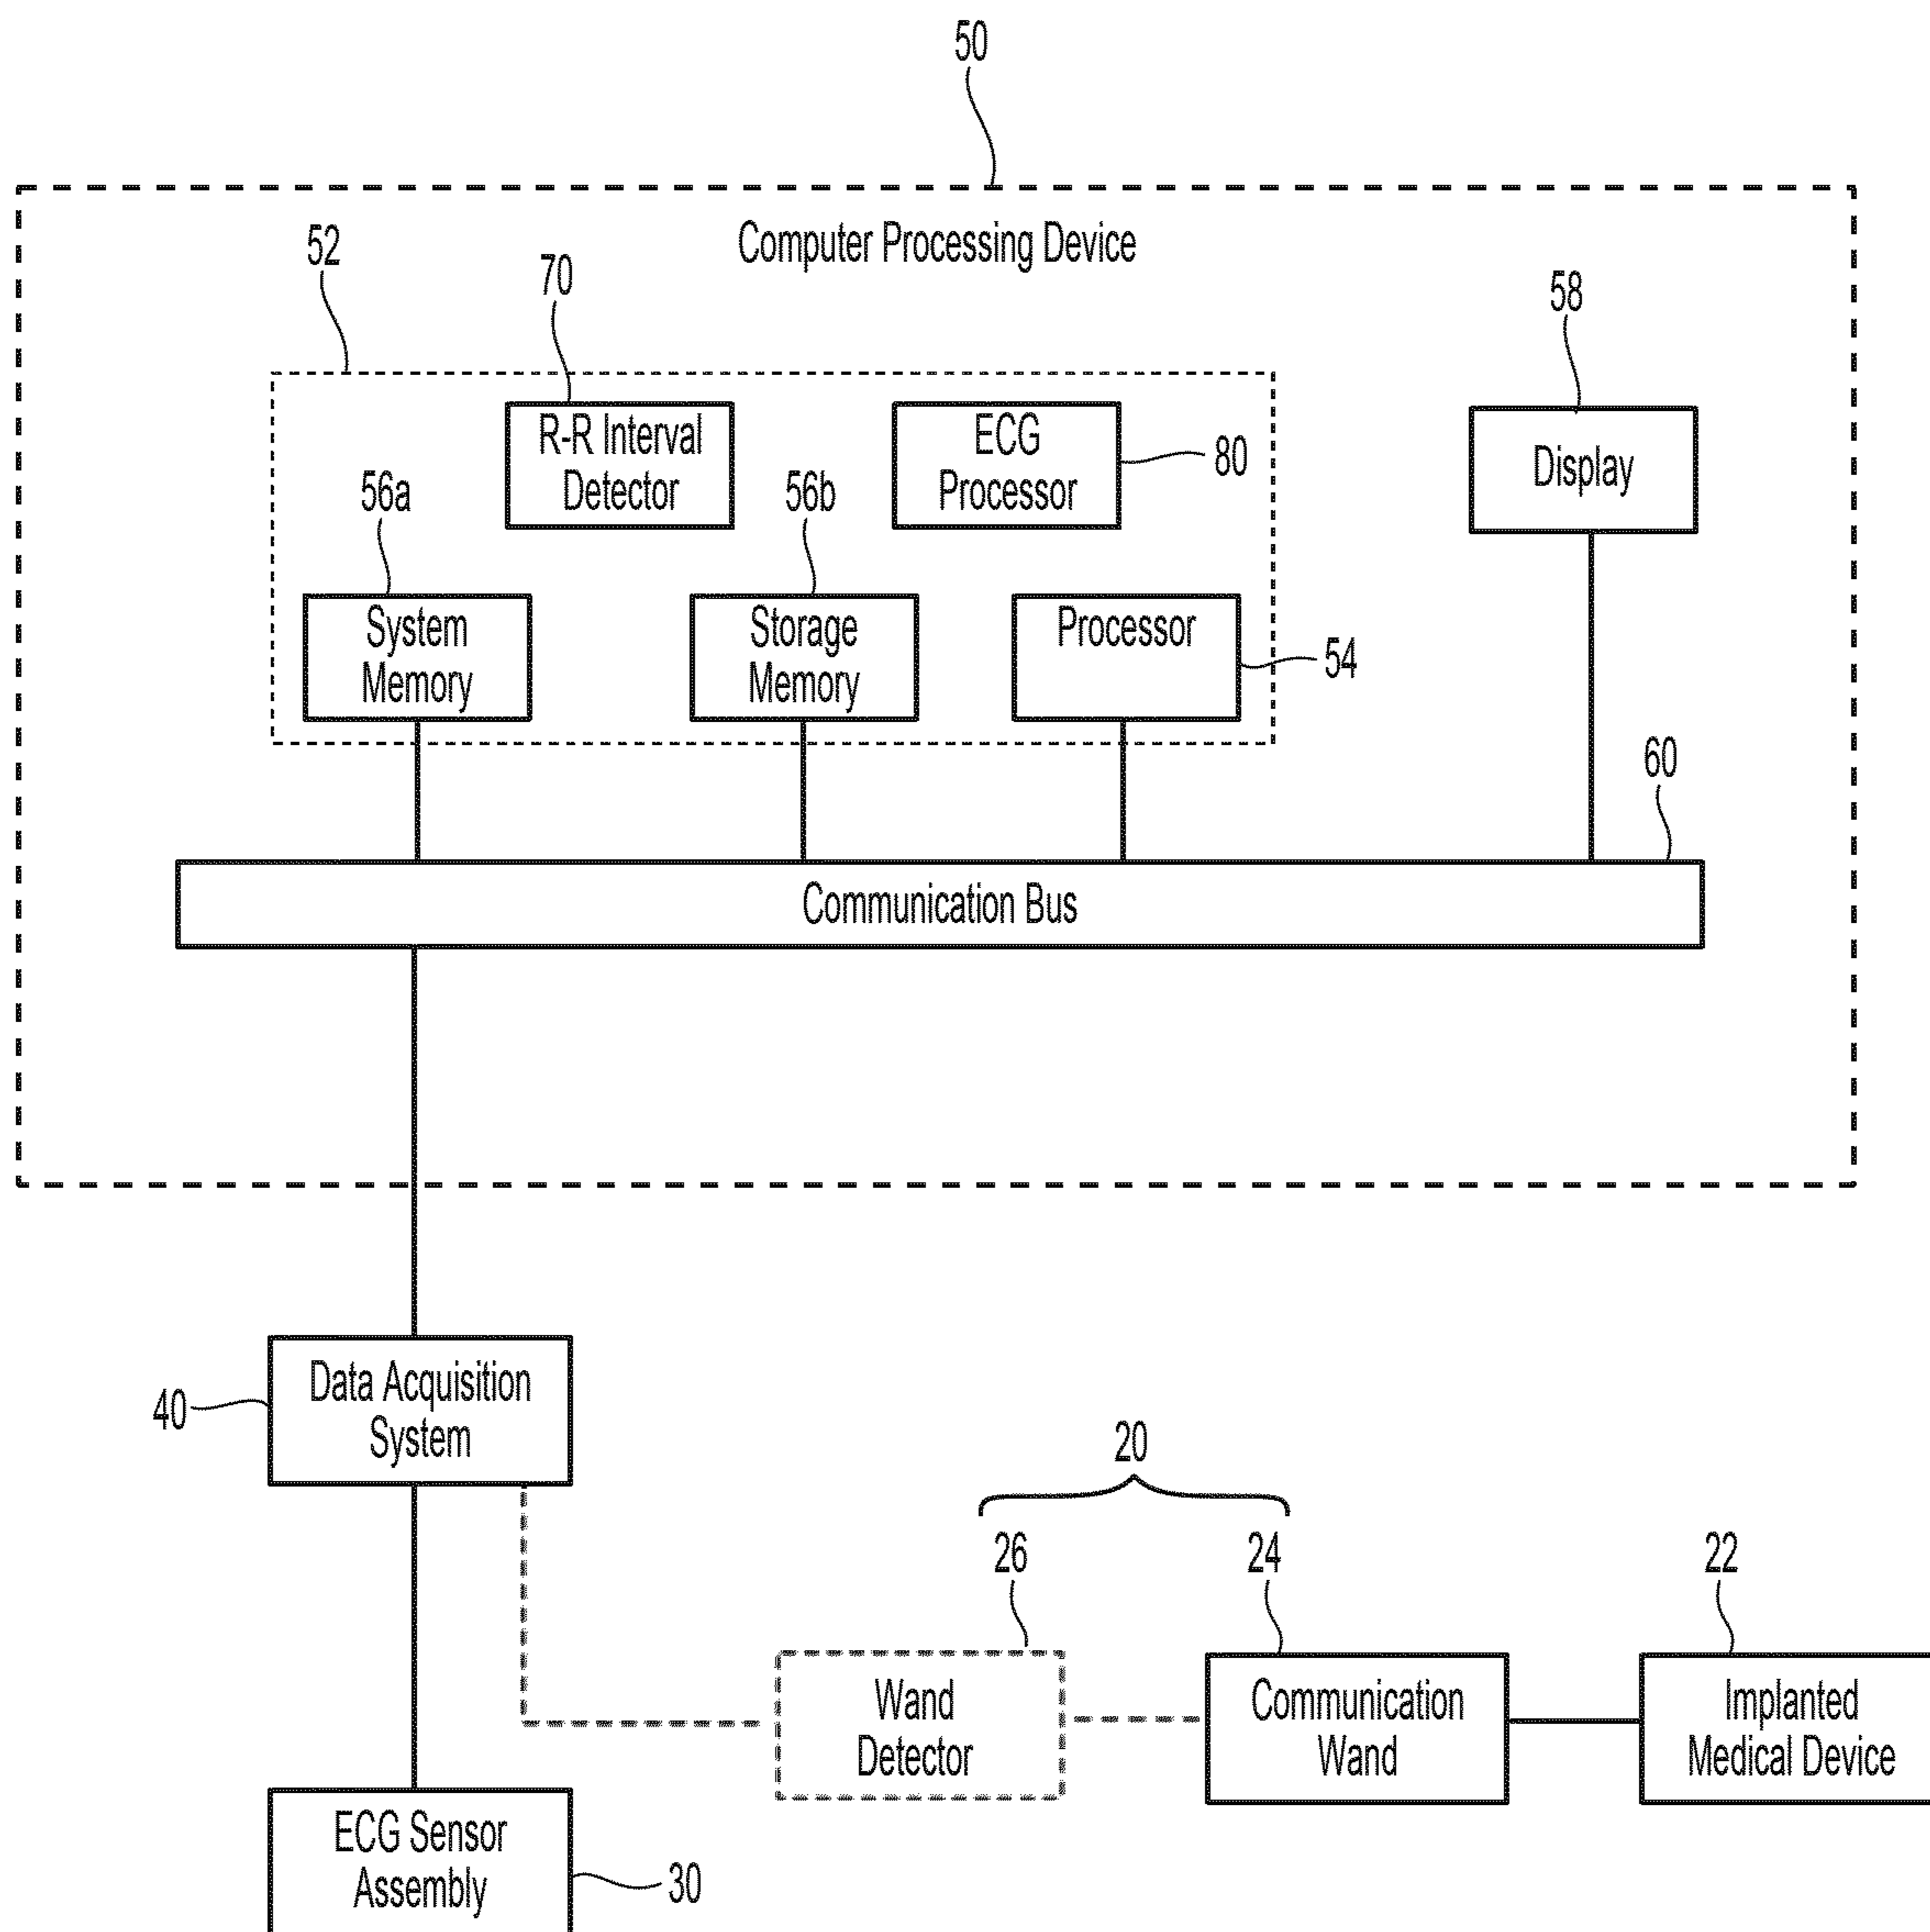 50
Computer Processing Device
52
70
58
R-R Interval
Detector
ECG
Processor
80
Display
56a
56b
System
Memory
Storage
Memory
Processor
54
60
Communication Bus
40
Data Acquisition
System
20
26
24
22
Wand
Detector
Communication
Wand
Implanted
Medical Device
ECG Sensor
Assembly
30